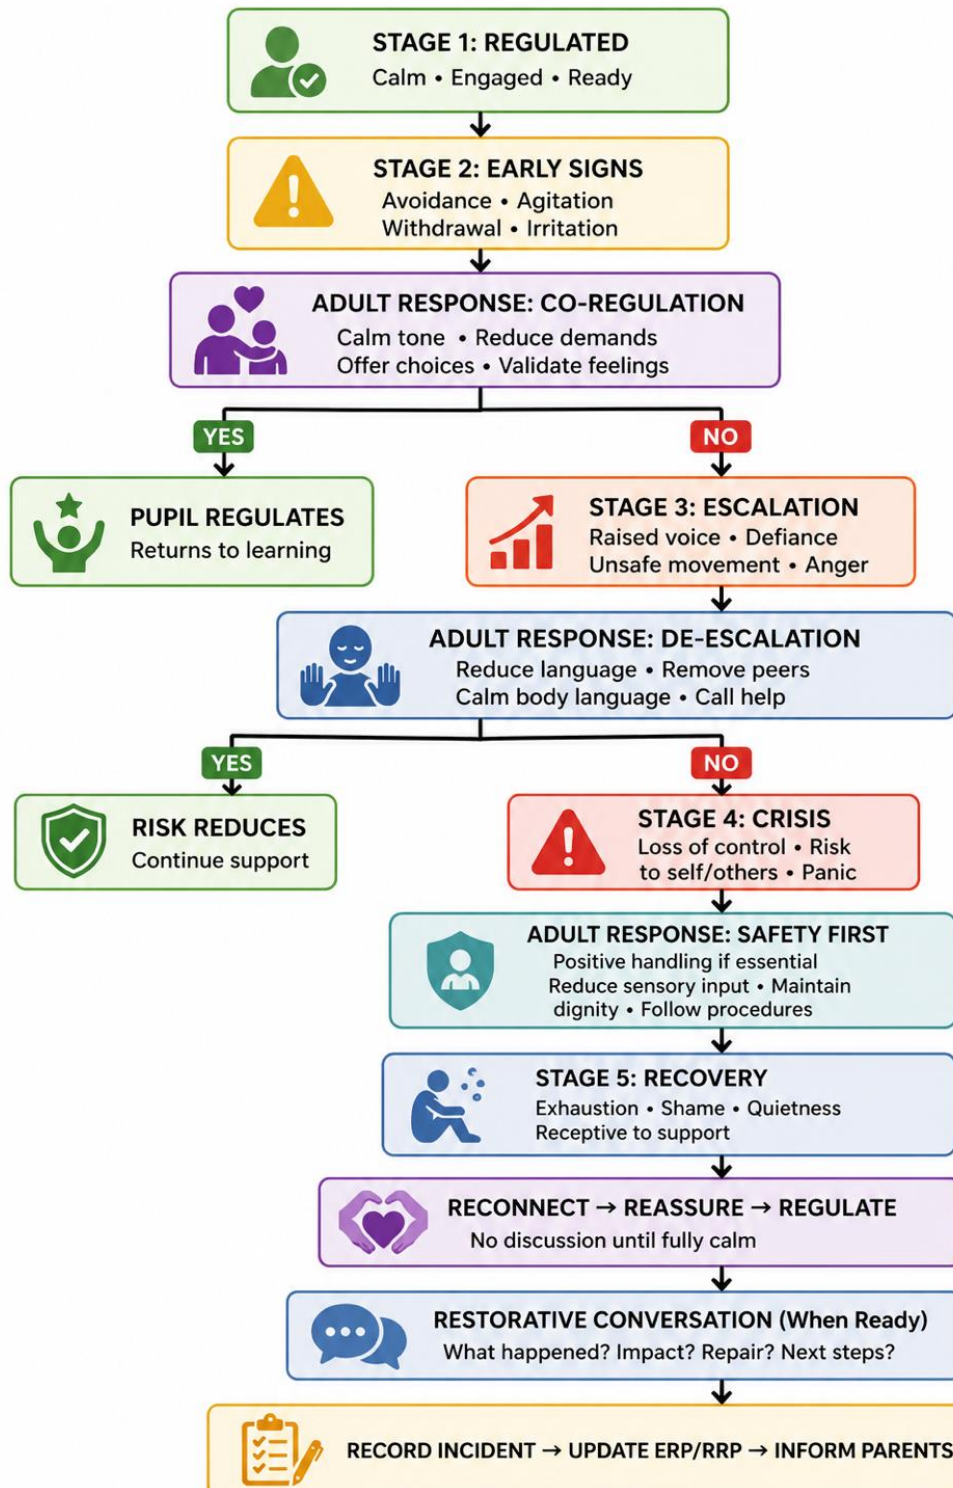 STAGE 1: REGULATED
Calm • Engaged • Ready
STAGE 2: EARLY SIGNS
Avoidance • Agitation
Withdrawal • Irritation
ADULT RESPONSE: CO-REGULATION
Calm tone • Reduce demands
Offer choices • Validate feelings
YES
NO
PUPIL REGULATES
Returns to learning
STAGE 3: ESCALATION
Raised voice • Defiance
Unsafe movement • Anger
ADULT RESPONSE: DE-ESCALATION
Reduce language • Remove peers
Calm body language • Call help
YES
NO
RISK REDUCES
Continue support
STAGE 4: CRISIS
Loss of control • Risk
to self/others • Panic
ADULT RESPONSE: SAFETY FIRST
Positive handling if essential
Reduce sensory input • Maintain
dignity • Follow procedures
STAGE 5: RECOVERY
Exhaustion • Shame • Quietness
Receptive to support
RECONNECT → REASSURE → REGULATE
No discussion until fully calm
RESTORATIVE CONVERSATION (When Ready)
What happened? Impact? Repair? Next steps?
RECORD INCIDENT → UPDATE ERP/RRP → INFORM PARENTS